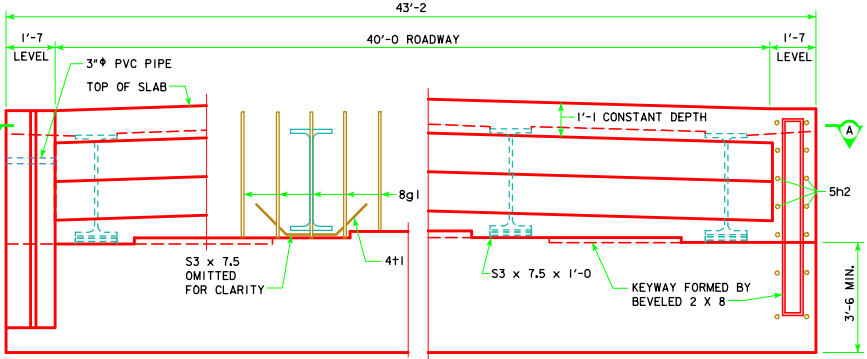 43'-2
1'-7
LEVEL
40'-0 ROADWAY
1'-7
LEVEL
3"Φ PVC PIPE
TOP OF SLAB
1'-1 CONSTANT DEPTH
A
8g1
5h2
4t1
S3 x 7.5
OMITTED
FOR CLARITY
S3 x 7.5 x 1'-0
KEYWAY FORMED BY
BEVELED 2 X 8
3'-6 MIN.